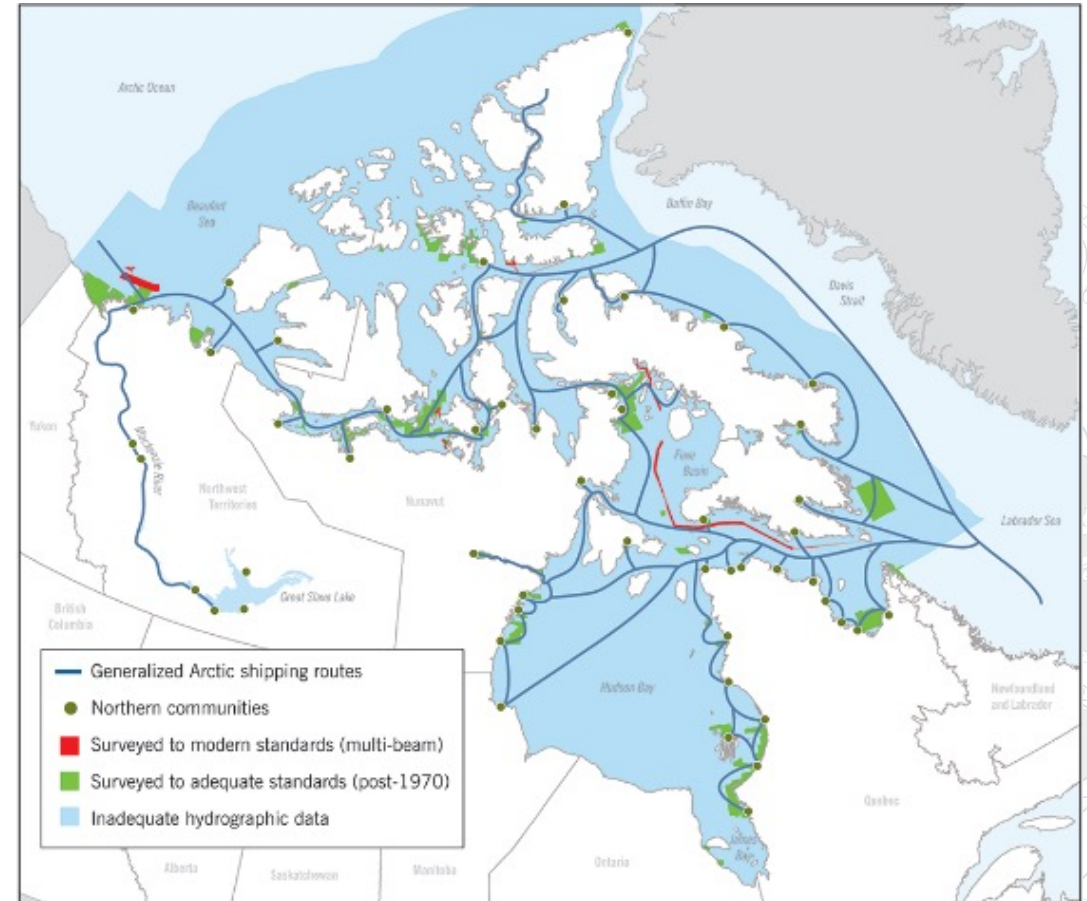 Arctic Ocean
Beaufort
Sea
Baffin Bay
Davis
Strait
Yukon
Mackenzie River
Northwest
Territories
Nunavut
Foxe
Basin
Labrador Sea
Great Slave Lake
British
Columbia
Generalized Arctic shipping routes
Northern communities
Surveyed to modern standards (multi-beam)
Surveyed to adequate standards (post-1970)
Inadequate hydrographic data
Hudson Bay
Newfoundland
and Labrador
Quebec
James
Bay
Alberta
Saskatchewan
Manitoba
Ontario